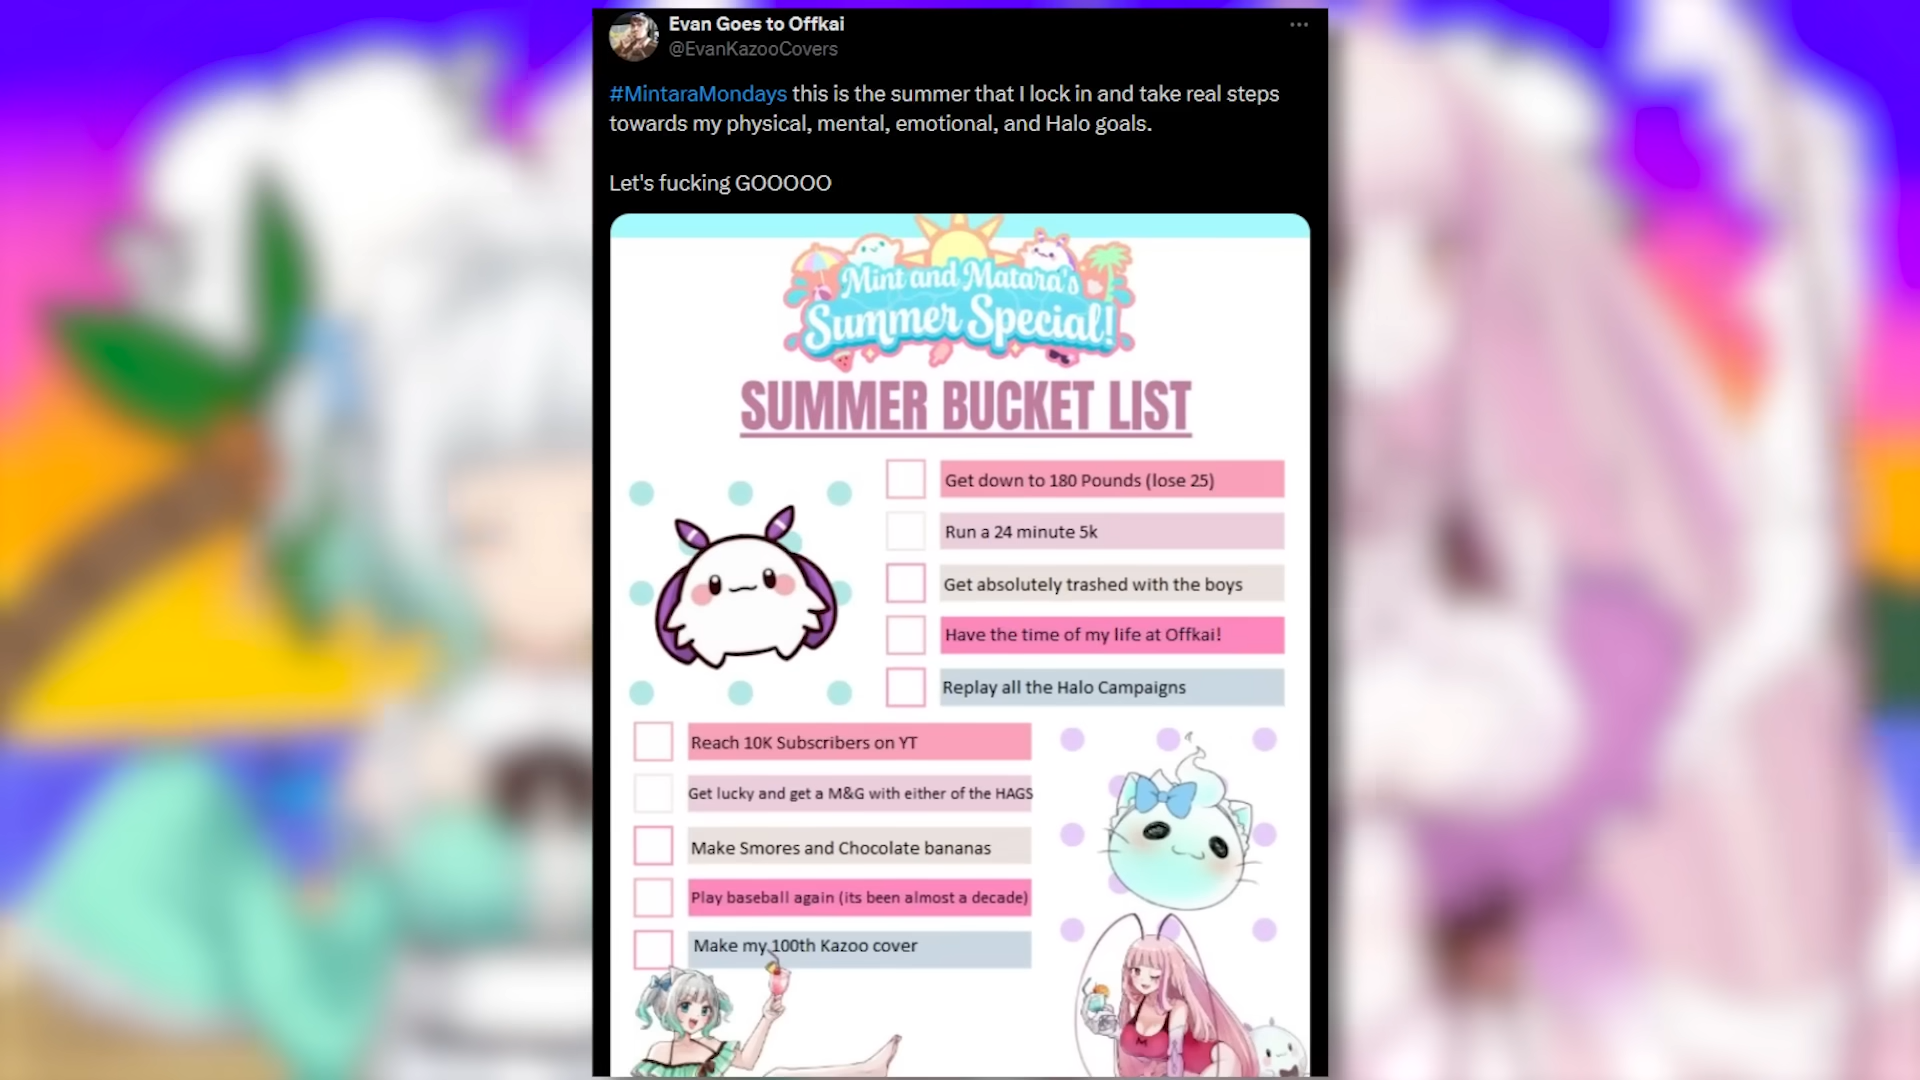 Evan Goes to Offkai
@EvanKazooCovers
#MintaraMondays this is the summer that I lock in and take real steps
towards my physical, mental, emotional, and Halo goals.
Let's fucking GOOOOO
Mint and Matara's
Summer Special!
SUMMER BUCKET LIST
Get down to 180 Pounds (lose 25)
Run a 24 minute 5k
Get absolutely trashed with the boys
Have the time of my life at Offkai!
Replay all the Halo Campaigns
Reach 10K Subscribers on YT
Get lucky and get a M&G with either of the HAGS
Make Smores and Chocolate bananas
Play baseball again (its been almost a decade)
Make my 100th Kazoo cover
M